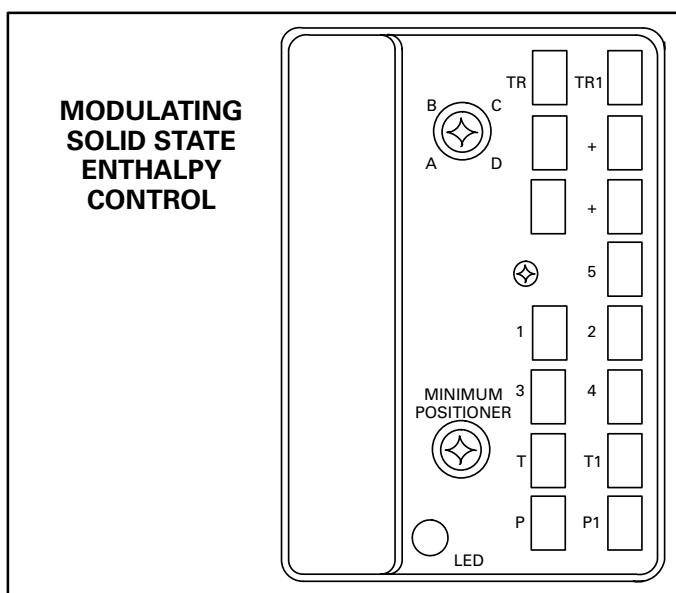 MODULATING
SOLID STATE
ENTHALPY
CONTROL
TR TR1
B C
A D
+
+
5
1 2
MINIMUM
POSITIONER
3 4
T T1
P P1
LED